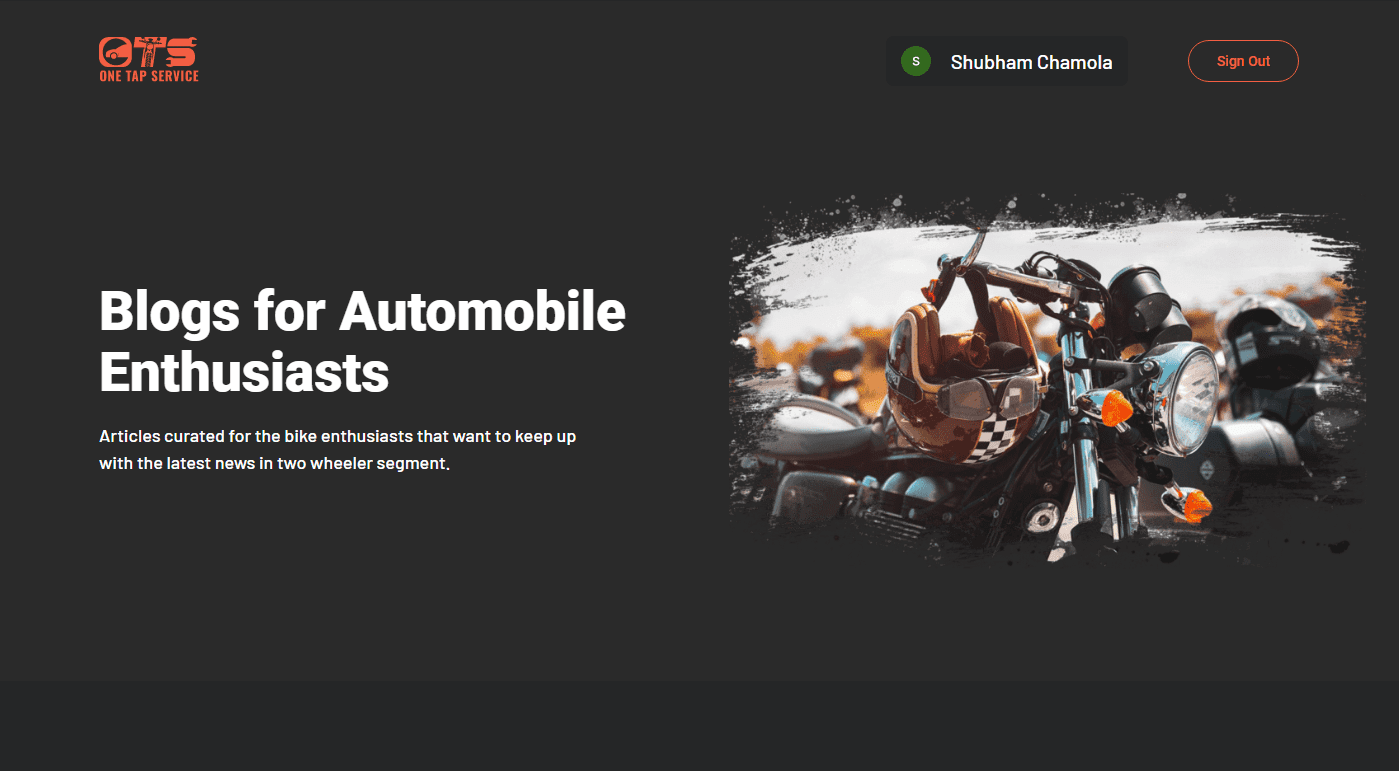 OTS
ONE TAP SERVICE
S
Shubham Chamola
Sign Out
Blogs for Automobile
Enthusiasts
Articles curated for the bike enthusiasts that want to keep up
with the latest news in two wheeler segment.